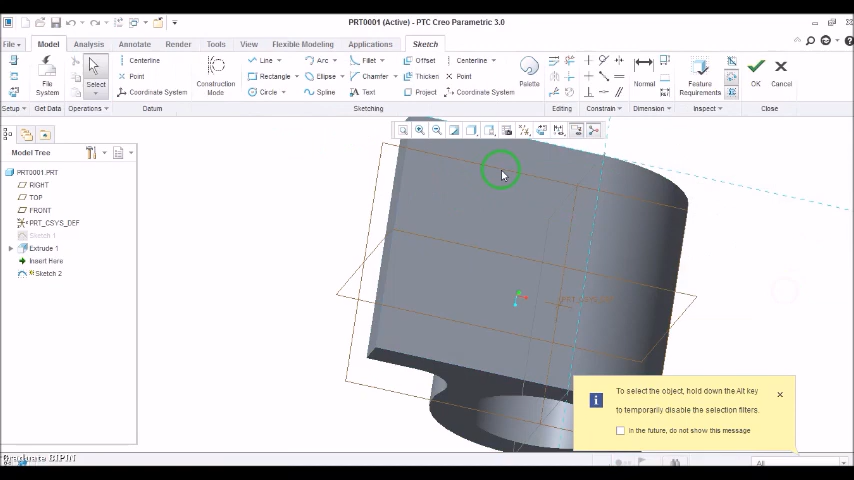 PRT0001 (Active) - PTC Creo Parametric 3.0
File Model Analysis Annotate Render Tools View Flexible Modeling Applications Sketch
File System
Select
Centerline
Point
Coordinate System
Construction Mode
Line
Rectangle
Circle
Arc
Ellipse
Spline
Fillet
Chamfer
Text
Offset
Thicken
Project
Centerline
Point
Coordinate System
Palette
Normal
Feature Requirements
OK
Cancel
Setup Get Data Operations Datum Sketching Editing Constrain Dimension Inspect Close
Model Tree
PRT0001.PRT
RIGHT
TOP
FRONT
PRT_CSYS_DEF
Sketch 1
Extrude 1
Insert Here
Sketch 2
To select the object, hold down the Alt key
to temporarily disable the selection filters.
In the future, do not show this message
Graduate BIPIN
All